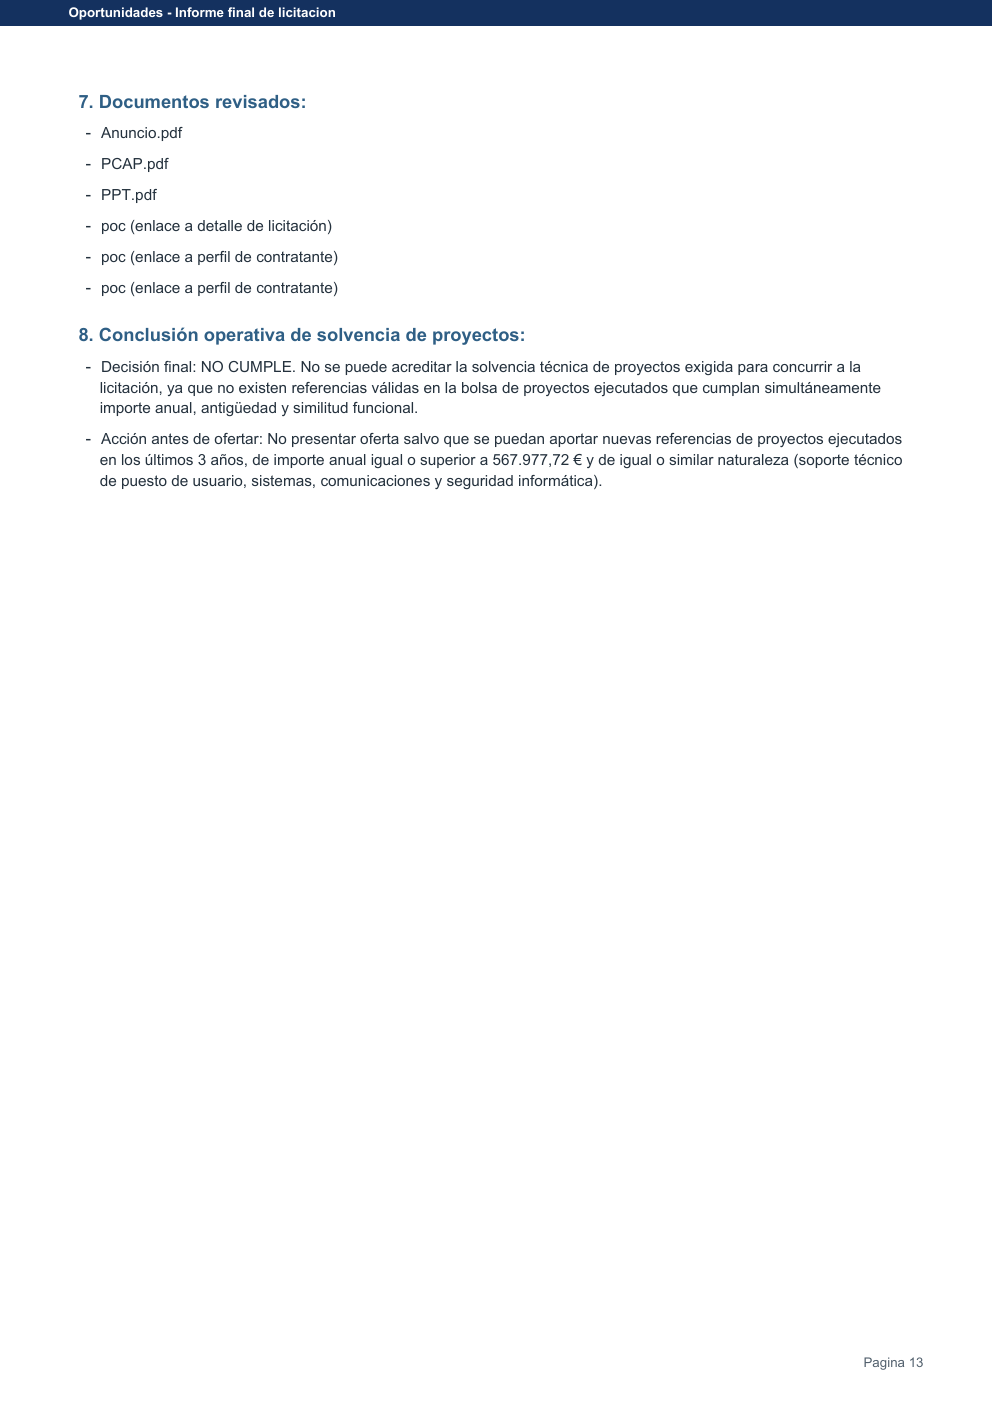 Oportunidades - Informe final de licitacion
7. Documentos revisados:
- Anuncio.pdf
- PCAP.pdf
- PPT.pdf
- poc (enlace a detalle de licitación)
- poc (enlace a perfil de contratante)
- poc (enlace a perfil de contratante)
8. Conclusión operativa de solvencia de proyectos:
- Decisión final: NO CUMPLE. No se puede acreditar la solvencia técnica de proyectos exigida para concurrir a la
licitación, ya que no existen referencias válidas en la bolsa de proyectos ejecutados que cumplan simultáneamente
importe anual, antigüedad y similitud funcional.
- Acción antes de ofertar: No presentar oferta salvo que se puedan aportar nuevas referencias de proyectos ejecutados
en los últimos 3 años, de importe anual igual o superior a 567.977,72 € y de igual o similar naturaleza (soporte técnico
de puesto de usuario, sistemas, comunicaciones y seguridad informática).
Pagina 13